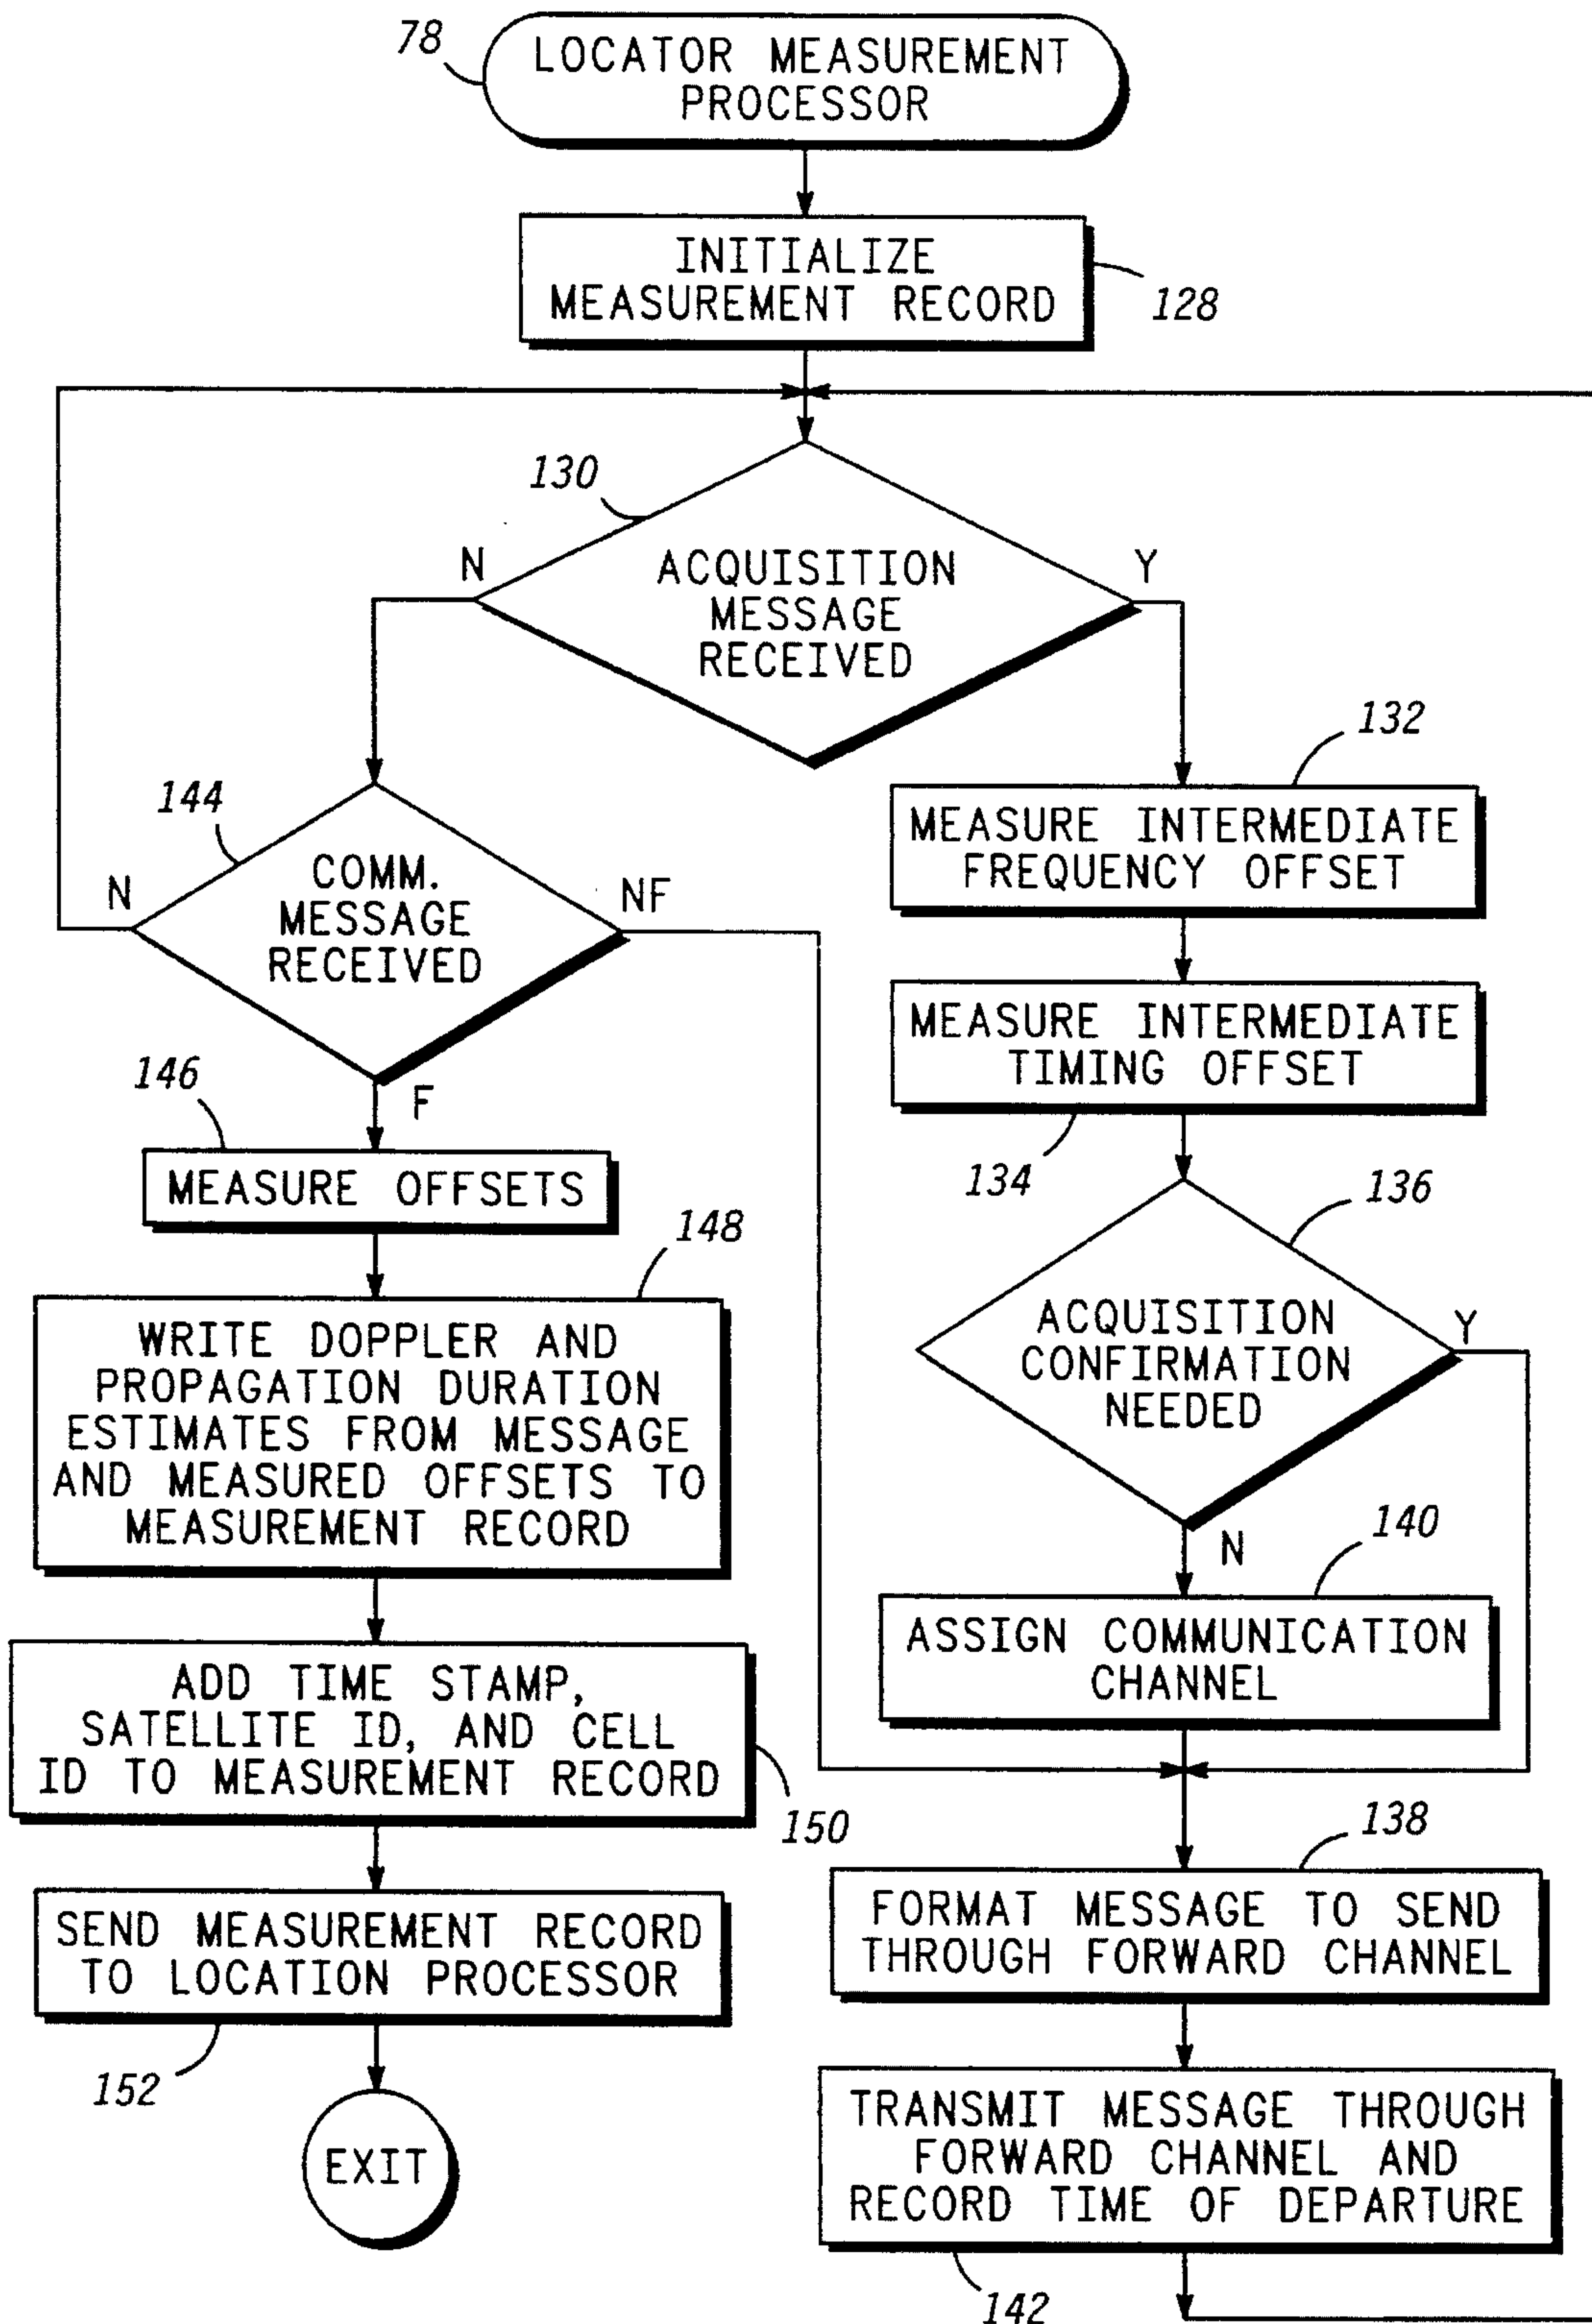 78
LOCATOR MEASUREMENT
PROCESSOR
INITIALIZE
MEASUREMENT RECORD
128
130
N
Y
ACQUISITION
MESSAGE
RECEIVED
132
MEASURE INTERMEDIATE
FREQUENCY OFFSET
144
N
NF
COMM.
MESSAGE
RECEIVED
F
MEASURE INTERMEDIATE
TIMING OFFSET
134
146
MEASURE OFFSETS
136
ACQUISITION
CONFIRMATION
NEEDED
Y
N
148
WRITE DOPPLER AND
PROPAGATION DURATION
ESTIMATES FROM MESSAGE
AND MEASURED OFFSETS TO
MEASUREMENT RECORD
140
ASSIGN COMMUNICATION
CHANNEL
ADD TIME STAMP,
SATELLITE ID, AND CELL
ID TO MEASUREMENT RECORD
150
138
FORMAT MESSAGE TO SEND
THROUGH FORWARD CHANNEL
SEND MEASUREMENT RECORD
TO LOCATION PROCESSOR
152
EXIT
TRANSMIT MESSAGE THROUGH
FORWARD CHANNEL AND
RECORD TIME OF DEPARTURE
142